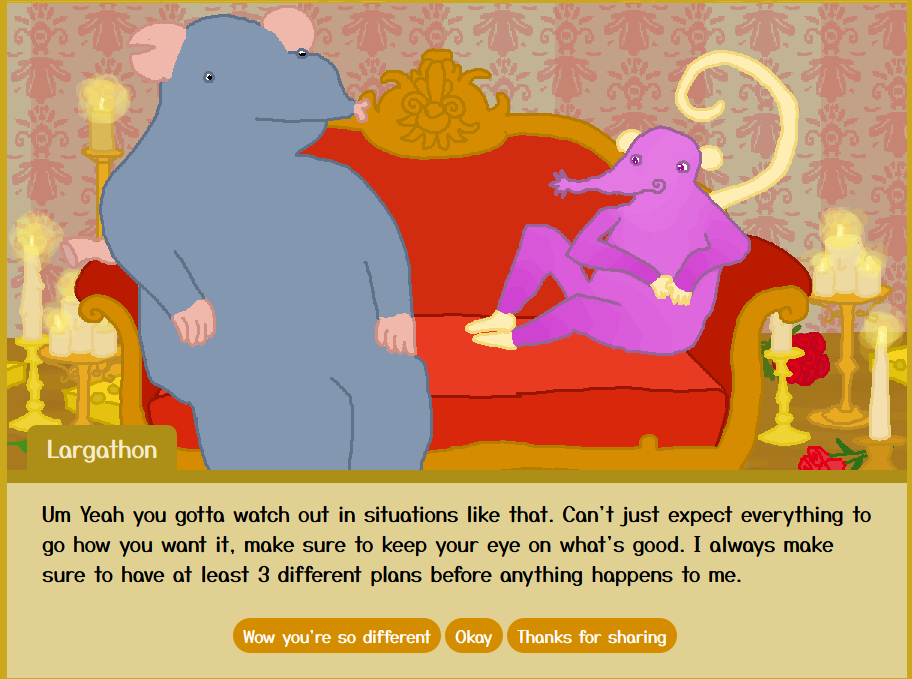 Largathon
Um Yeah you gotta watch out in situations like that. Can't just expect everything to
go how you want it, make sure to keep your eye on what's good. I always make
sure to have at least 3 different plans before anything happens to me.
Wow you're so different
Okay
Thanks for sharing